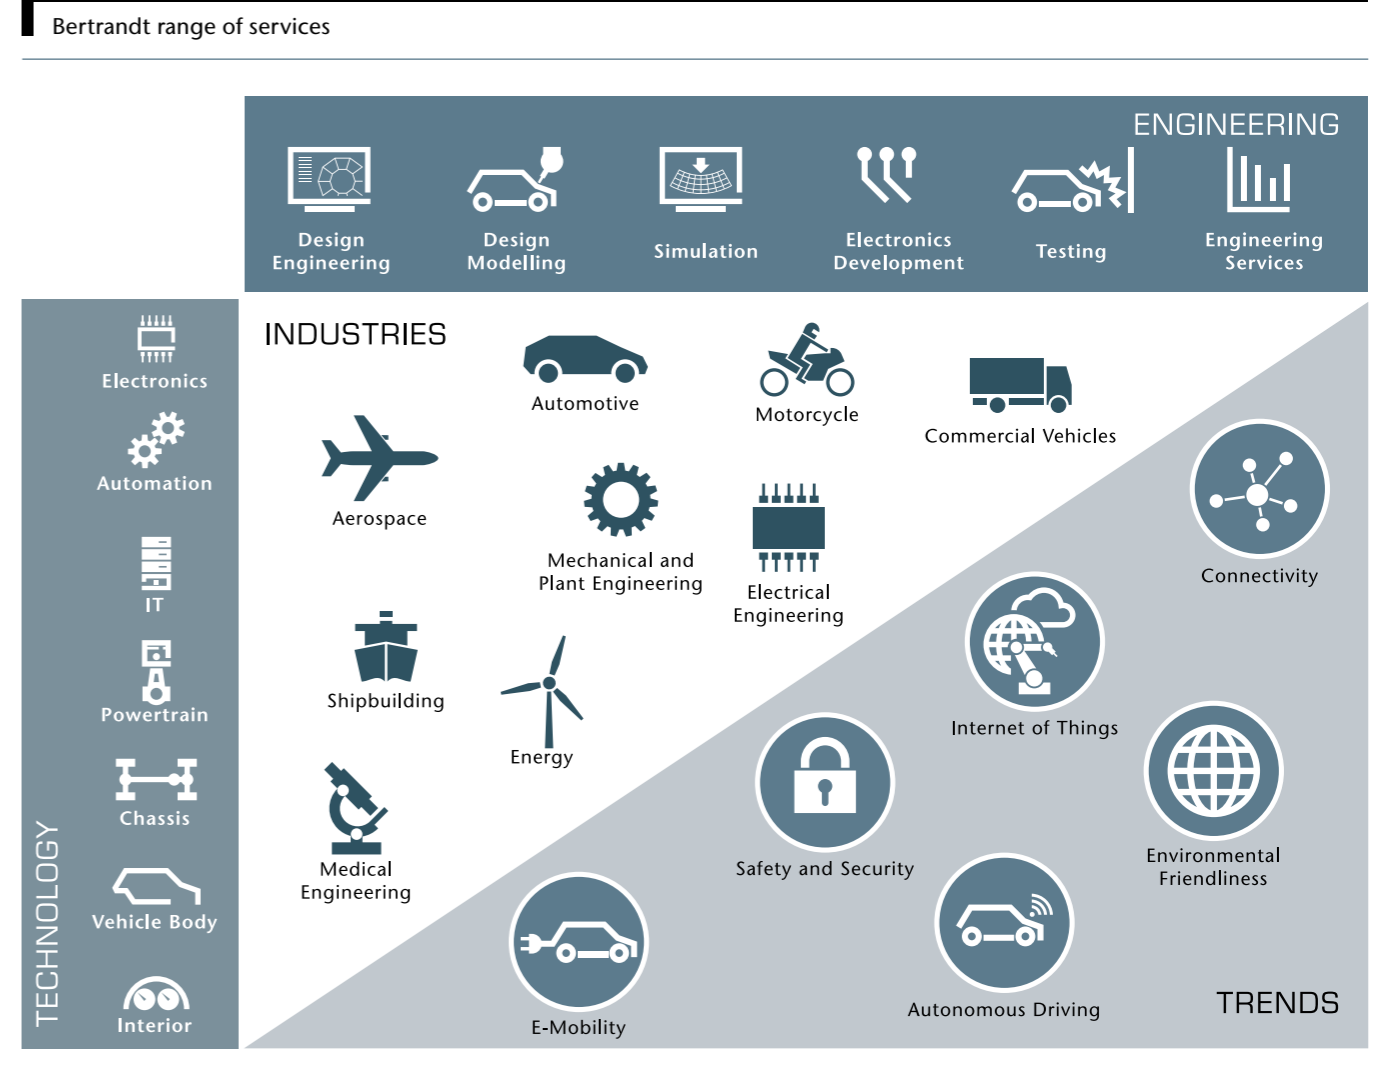 Bertrandt range of services
ENGINEERING
Design
Engineering
Design
Modelling
Simulation
Electronics
Development
Testing
Engineering
Services
TECHNOLOGY
Electronics
Automation
IT
Powertrain
Chassis
Vehicle Body
Interior
INDUSTRIES
Automotive
Motorcycle
Commercial Vehicles
Aerospace
Mechanical and
Plant Engineering
Electrical
Engineering
Shipbuilding
Energy
Medical
Engineering
Connectivity
Internet of Things
Environmental
Friendliness
Safety and Security
Autonomous Driving
E-Mobility
TRENDS